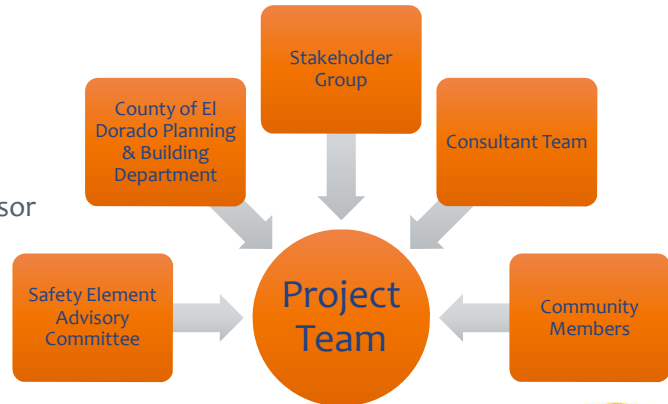 Stakeholder
Group
County of El
Dorado Planning
& Building
Department
Consultant Team
Safety Element
Advisory
Committee
Project
Team
Community
Members